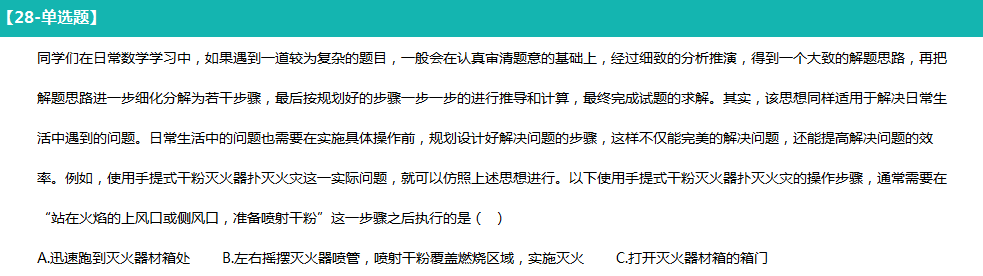 【28-单选题】
同学们在日常数学学习中，如果遇到一道较为复杂的题目，一般会在认真审清题意的基础上，经过细致的分析推演，得到一个大致的解题思路，再把
解题思路进一步细化分解为若干步骤，最后按规划好的步骤一步一步的进行推导和计算，最终完成试题的求解。其实，该思想同样适用于解决日常生
活中遇到的问题。日常生活中的问题也需要在实施具体操作前，规划设计好解决问题的步骤，这样不仅能完美的解决问题，还能提高解决问题的效
率。例如，使用手提式干粉灭火器扑灭火灾这一实际问题，就可以仿照上述思想进行。以下使用手提式干粉灭火器扑灭火灾的操作步骤，通常需要在
“站在火焰的上风口或侧风口，准备喷射干粉”这一步骤之后执行的是（ ）
A.迅速跑到灭火器材箱处 B.左右摇摆灭火器喷管，喷射干粉覆盖燃烧区域，实施灭火 C.打开灭火器材箱的箱门